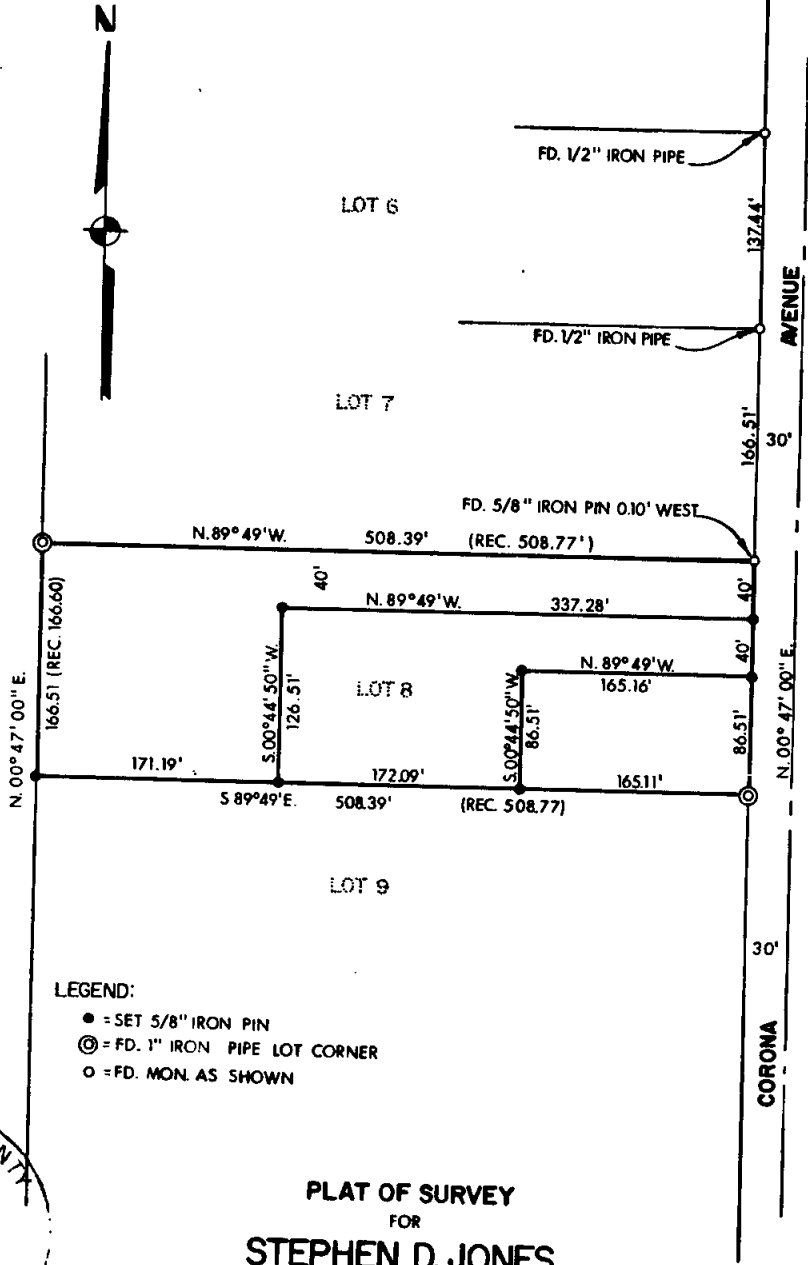 N
FD. 1/2" IRON PIPE
LOT 6
137.44'
AVENUE
FD. 1/2" IRON PIPE
LOT 7
166.51'
30'
FD. 5/8" IRON PIN 0.10' WEST
N. 89°49' W. 508.39' (REC. 508.77')
40'
40'
N. 89°49' W. 337.28'
166.51 (REC. 166.60)
N. 00°47'00" E.
40'
N. 89°49' W.
165.16'
S. 00°44'50" W.
126.51'
LOT 8
S. 00°44'50" W.
86.51'
86.51'
N. 00°47'00" E.
171.19'
172.09'
165.11'
S 89°49' E. 508.39' (REC. 508.77)
LOT 9
30'
CORONA
LEGEND:
● = SET 5/8" IRON PIN
◎ = FD. 1" IRON PIPE LOT CORNER
○ = FD. MON. AS SHOWN
PLAT OF SURVEY
FOR
STEPHEN D. JONES